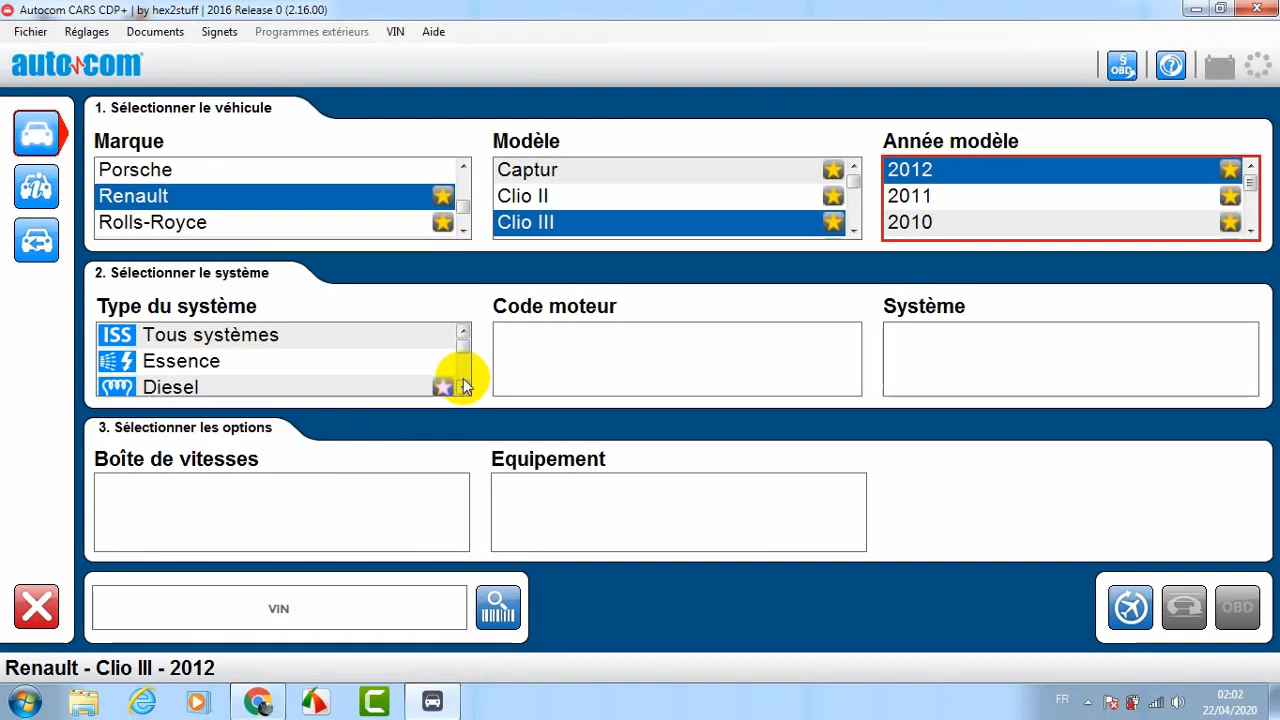 Autocom CARS CDP+ | by hex2stuff | 2016 Release 0 (2.16.00)
Fichier Réglages Documents Signets Programmes extérieurs VIN Aide
auto com
§ OBD
1. Sélectionner le véhicule
Marque Modèle Année modèle
Porsche Captur 2012
Renault Clio II 2011
Rolls-Royce Clio III 2010
2. Sélectionner le système
Type du système Code moteur Système
ISS Tous systèmes
Essence
Diesel
3. Sélectionner les options
Boîte de vitesses Equipement
VIN
OBD
Renault - Clio III - 2012
FR 02:02
22/04/2020